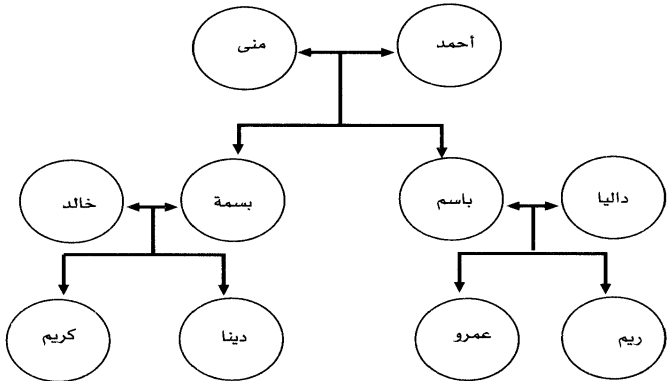 أحمد
منى
داليا
باسم
بسمة
خالد
ريم
عمرو
دينا
كريم